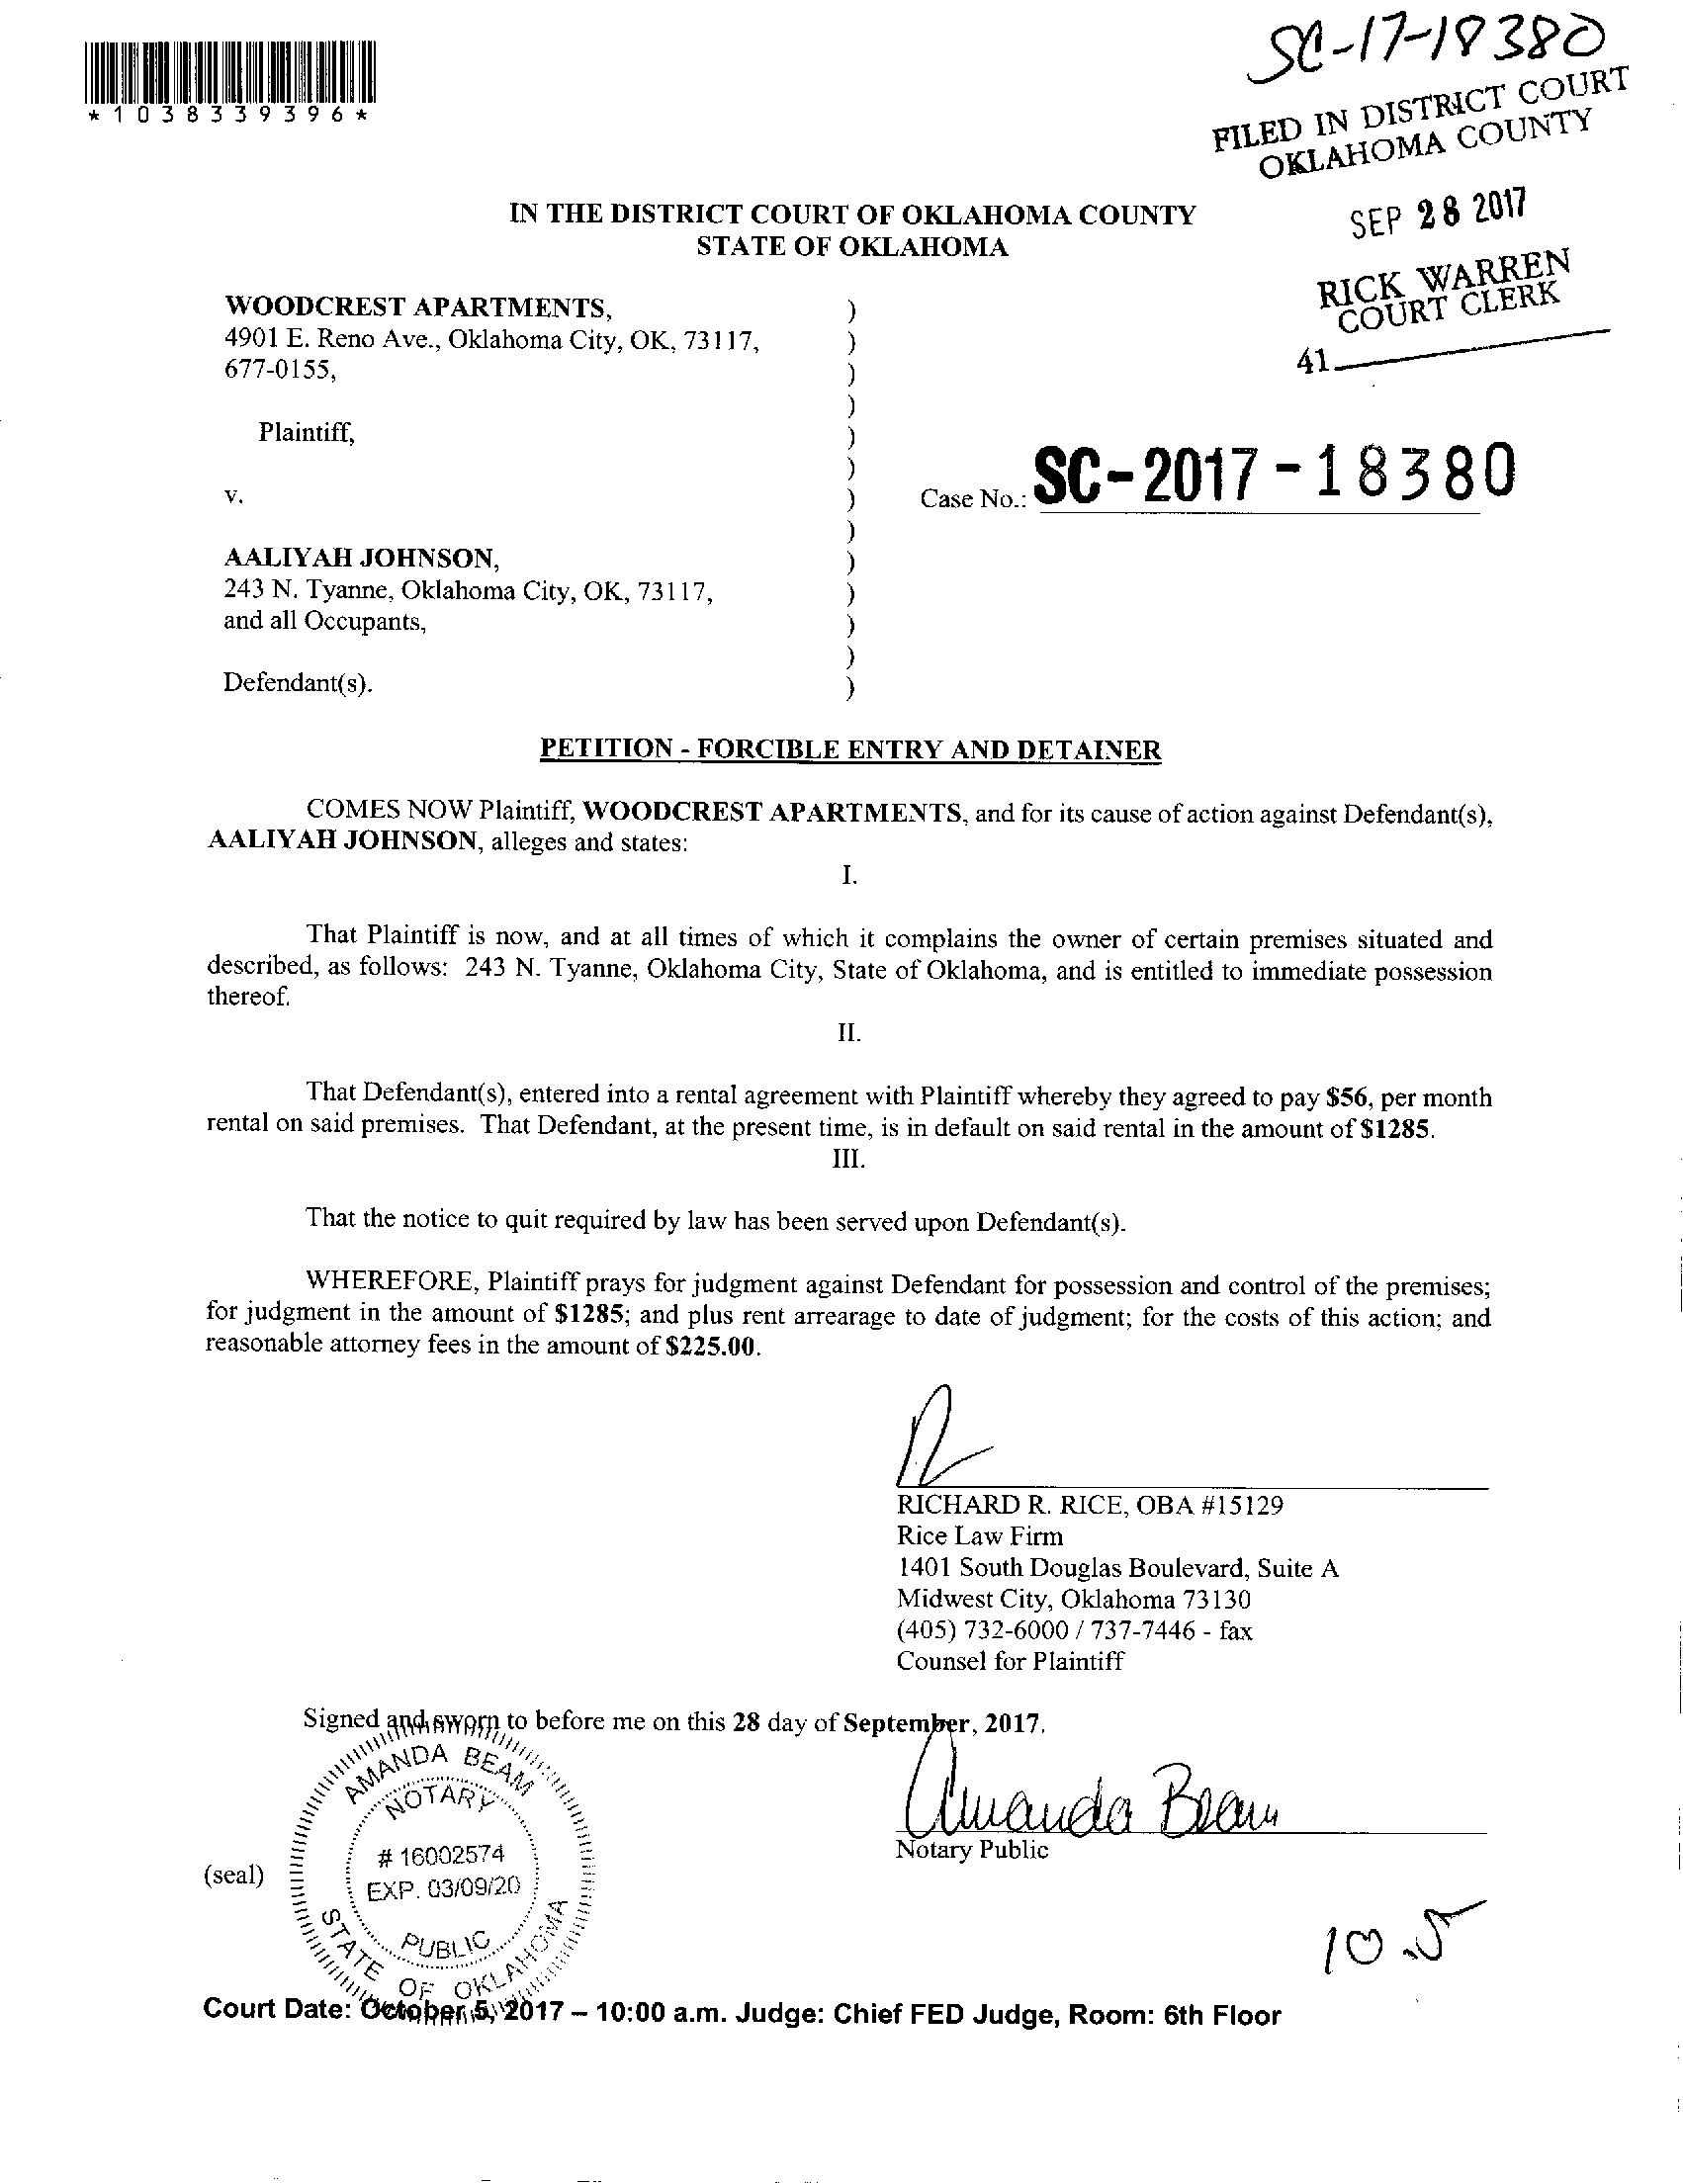 SC-17-18380
*1038339396*
FILED IN DISTRICT COURT
OKLAHOMA COUNTY
SEP 28 2017
RICK WARREN
COURT CLERK
41
IN THE DISTRICT COURT OF OKLAHOMA COUNTY
STATE OF OKLAHOMA
WOODCREST APARTMENTS, )
4901 E. Reno Ave., Oklahoma City, OK, 73117, )
677-0155, )
)
Plaintiff, )
)
v. ) Case No.: SC-2017-18380
)
AALIYAH JOHNSON, )
243 N. Tyanne, Oklahoma City, OK, 73117, )
and all Occupants, )
)
Defendant(s). )
PETITION - FORCIBLE ENTRY AND DETAINER
COMES NOW Plaintiff, WOODCREST APARTMENTS, and for its cause of action against Defendant(s),
AALIYAH JOHNSON, alleges and states:
I.
That Plaintiff is now, and at all times of which it complains the owner of certain premises situated and
described, as follows: 243 N. Tyanne, Oklahoma City, State of Oklahoma, and is entitled to immediate possession
thereof.
II.
That Defendant(s), entered into a rental agreement with Plaintiff whereby they agreed to pay $56, per month
rental on said premises. That Defendant, at the present time, is in default on said rental in the amount of $1285.
III.
That the notice to quit required by law has been served upon Defendant(s).
WHEREFORE, Plaintiff prays for judgment against Defendant for possession and control of the premises;
for judgment in the amount of $1285; and plus rent arrearage to date of judgment; for the costs of this action; and
reasonable attorney fees in the amount of $225.00.
RICHARD R. RICE, OBA #15129
Rice Law Firm
1401 South Douglas Boulevard, Suite A
Midwest City, Oklahoma 73130
(405) 732-6000 / 737-7446 - fax
Counsel for Plaintiff
Signed and sworn to before me on this 28 day of September, 2017.
Amanda Beam
Notary Public
(seal)
AMANDA BEAM
NOTARY
# 16002574
EXP. 03/09/20
PUBLIC
STATE OF OKLAHOMA
10.5
Court Date: October 5, 2017 – 10:00 a.m. Judge: Chief FED Judge, Room: 6th Floor